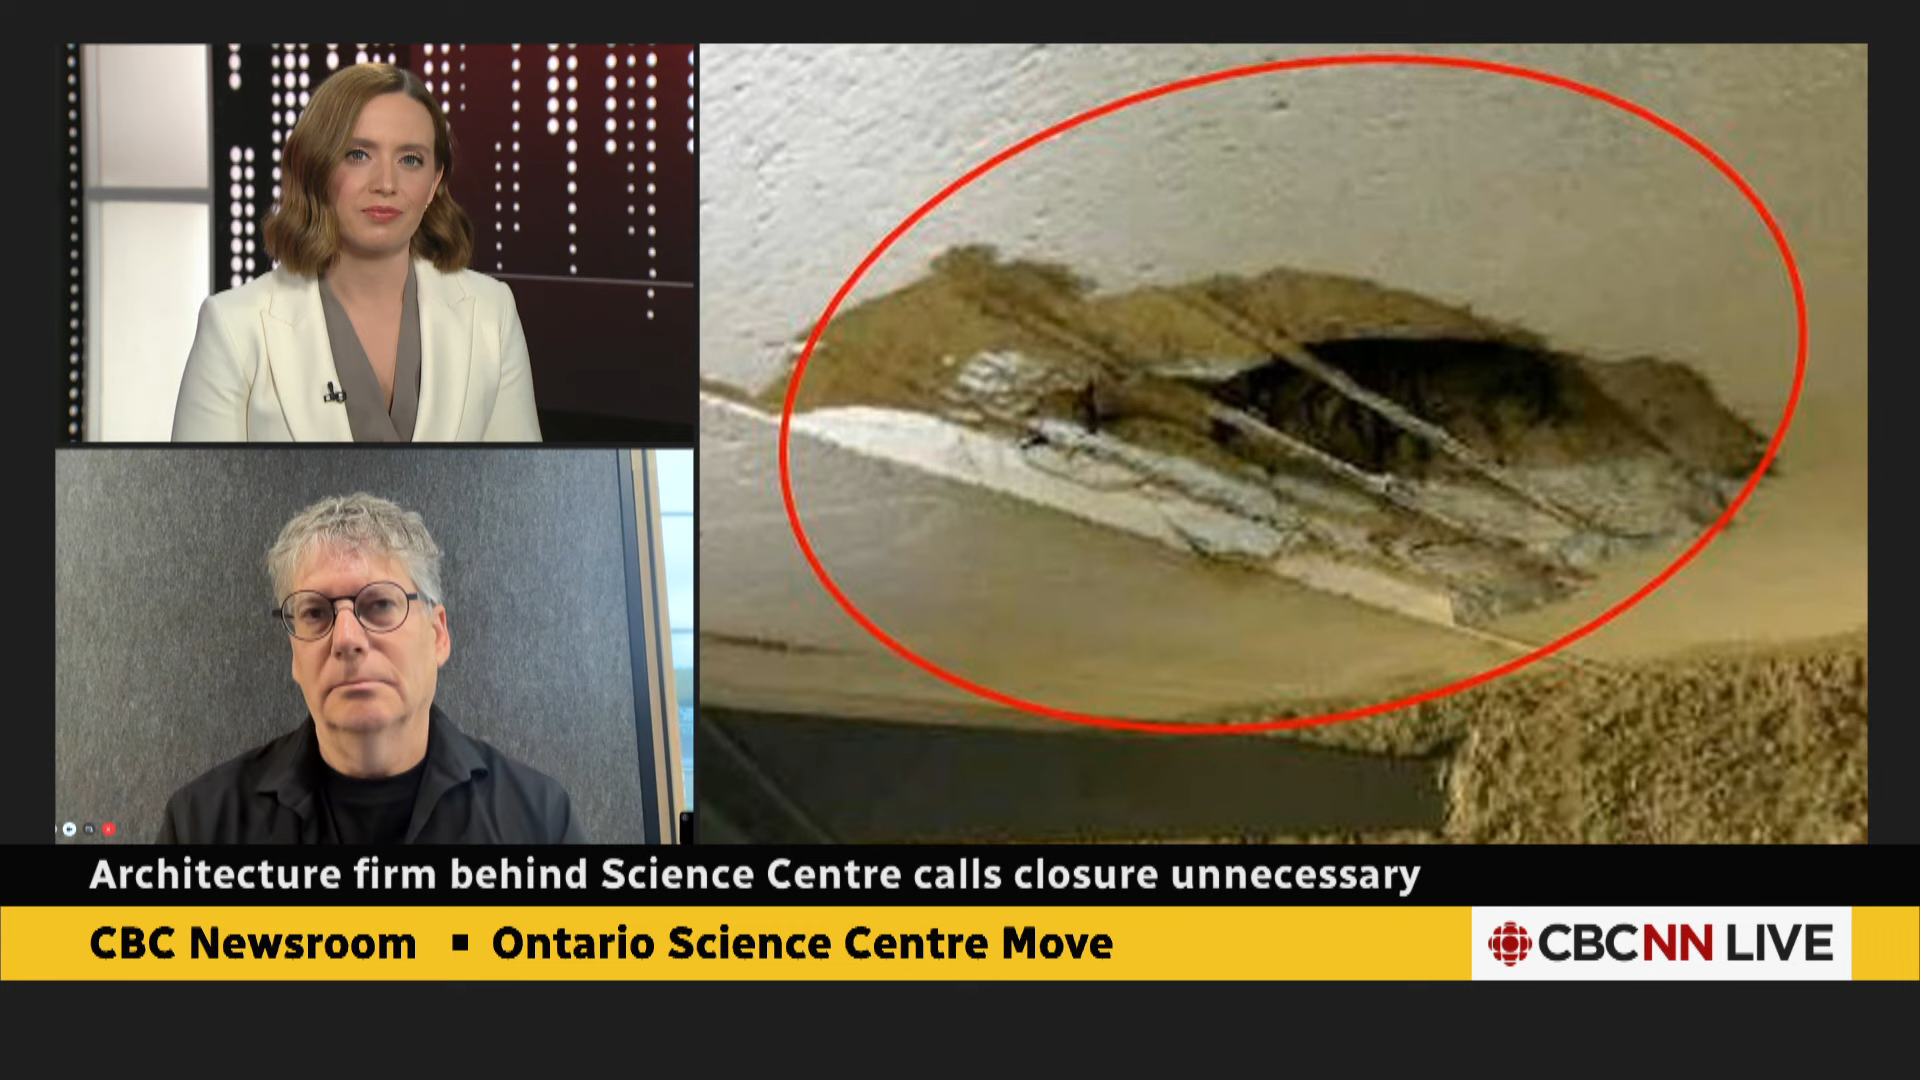 Architecture firm behind Science Centre calls closure unnecessary
CBC Newsroom ▪ Ontario Science Centre Move
CBCNN LIVE